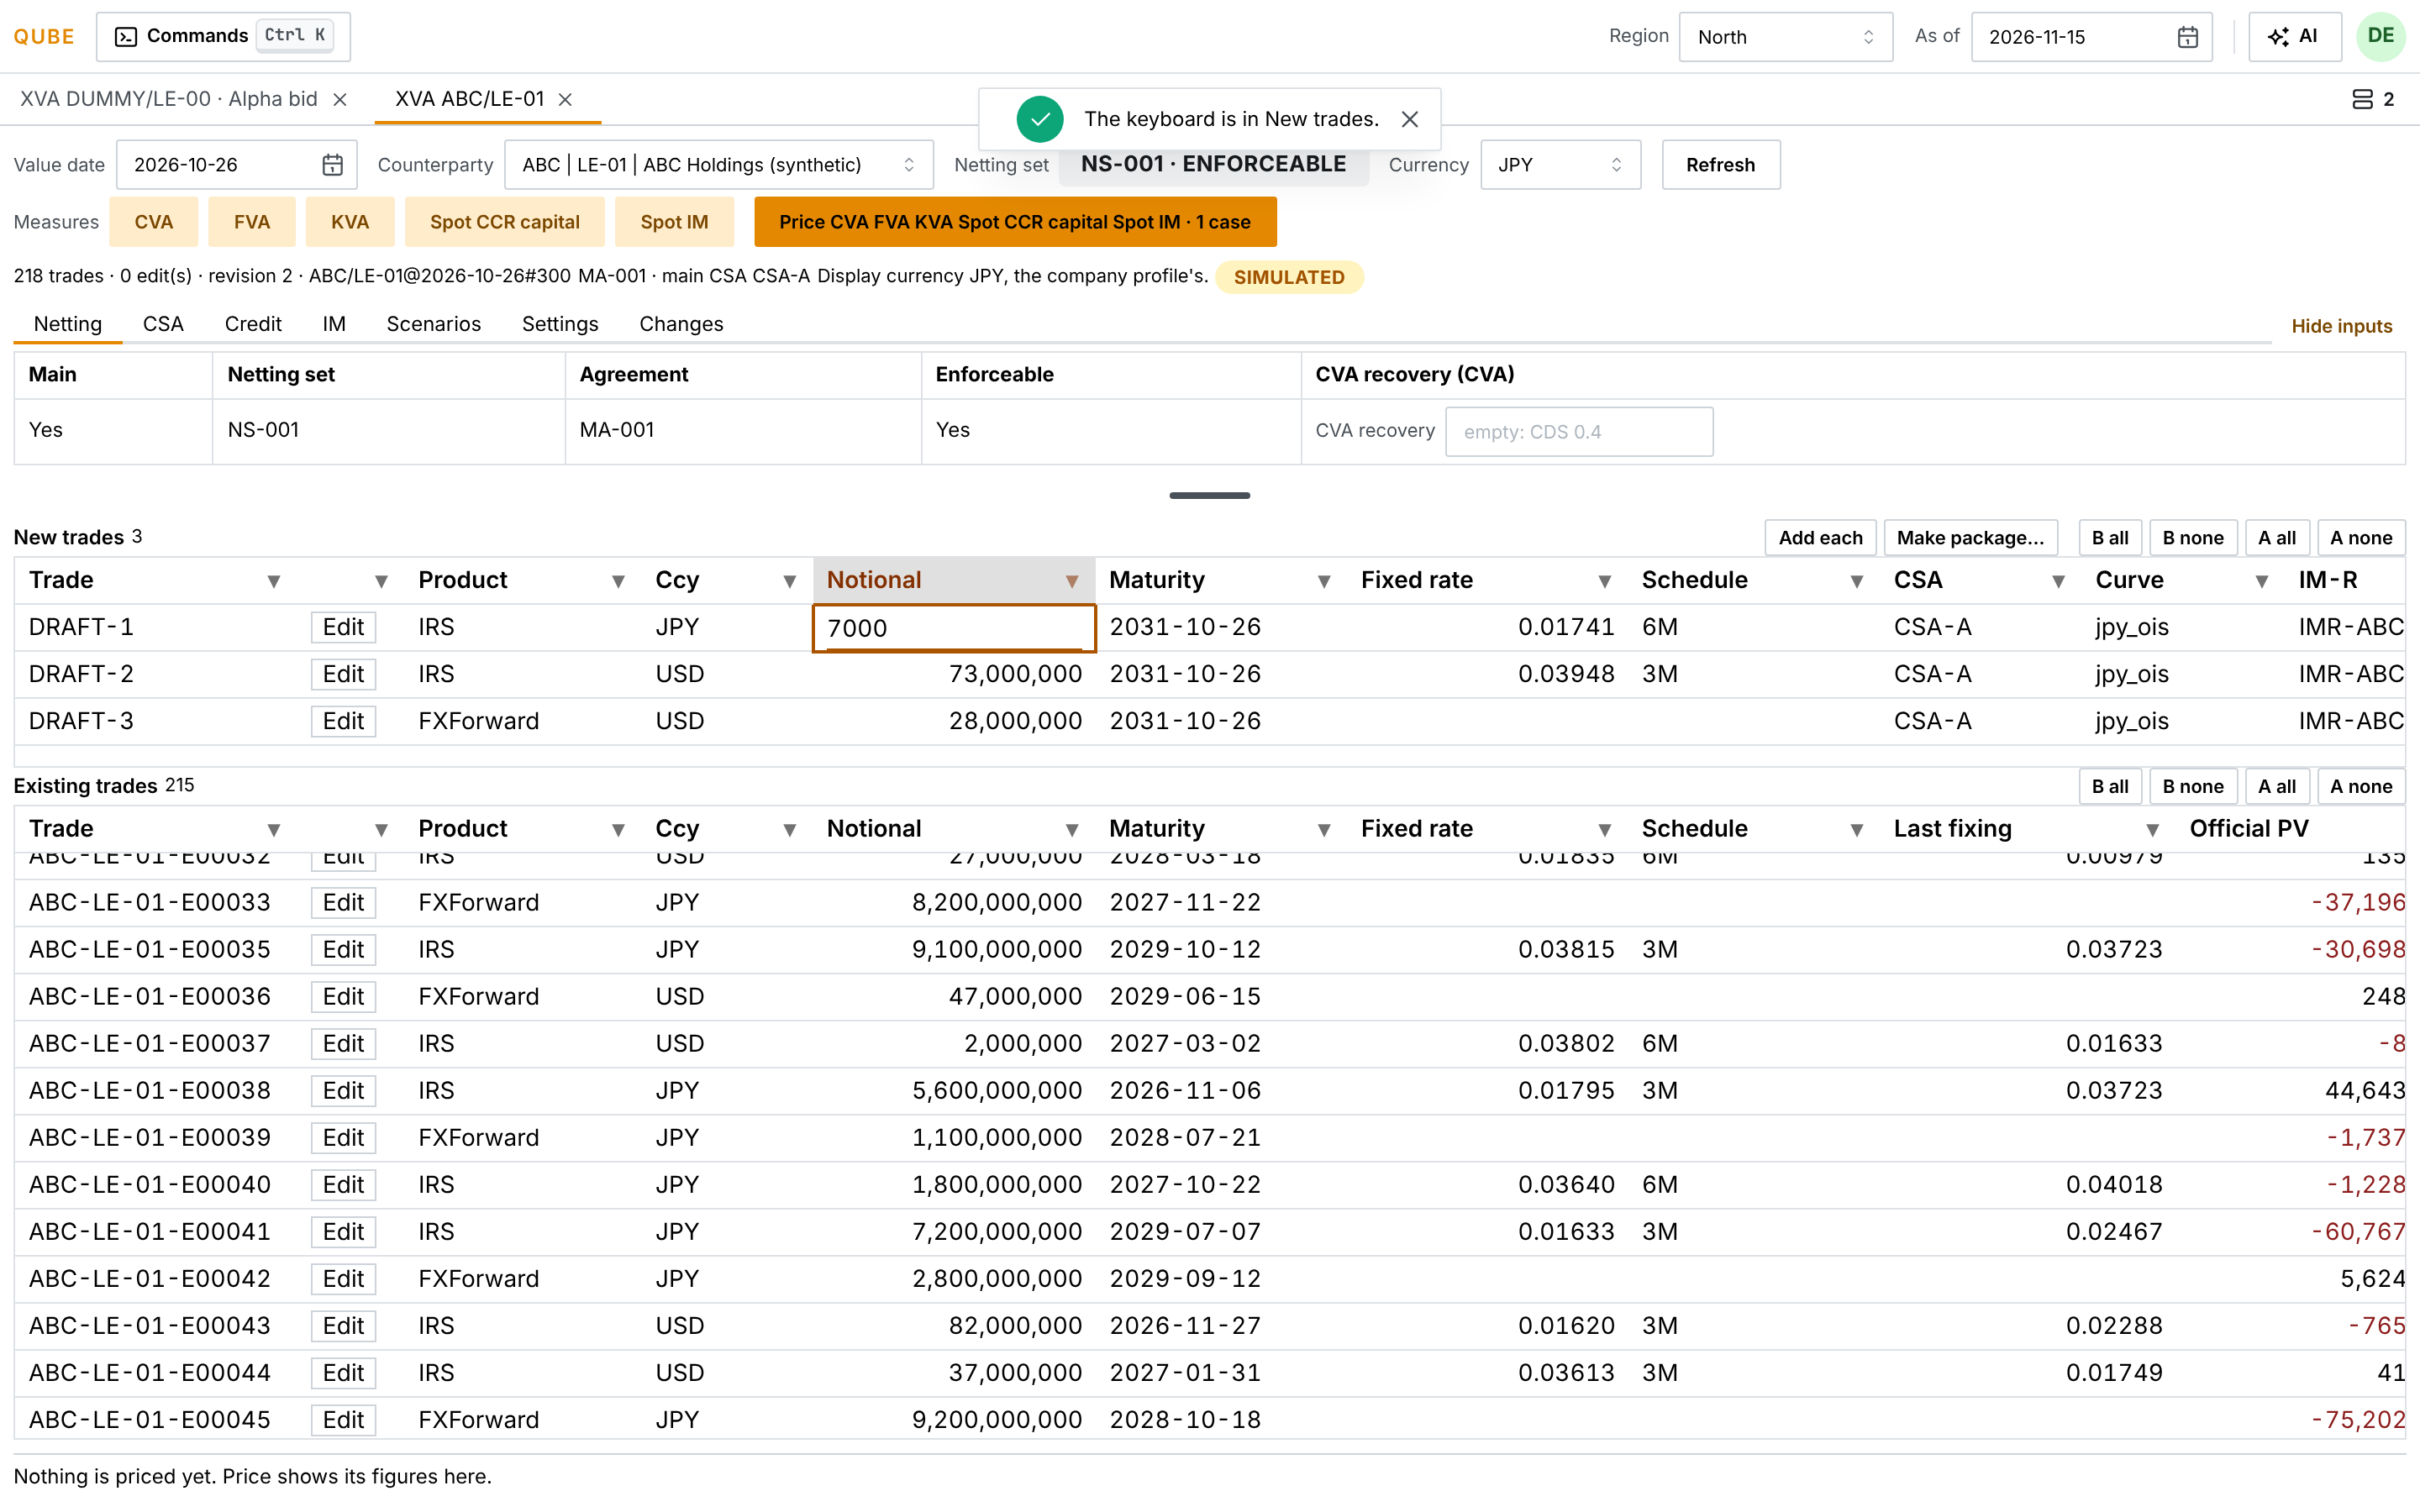 QUBE Commands Ctrl K Region North As of 2026-11-15 AI DE
XVA DUMMY/LE-00 · Alpha bid XVA ABC/LE-01 2
The keyboard is in New trades.
Value date 2026-10-26 Counterparty ABC | LE-01 | ABC Holdings (synthetic) Netting set NS-001 · ENFORCEABLE Currency JPY Refresh
Measures CVA FVA KVA Spot CCR capital Spot IM Price CVA FVA KVA Spot CCR capital Spot IM · 1 case
218 trades · 0 edit(s) · revision 2 · ABC/LE-01@2026-10-26#300 MA-001 · main CSA CSA-A Display currency JPY, the company profile's. SIMULATED
Netting CSA Credit IM Scenarios Settings Changes Hide inputs
Main Netting set Agreement Enforceable CVA recovery (CVA)
Yes NS-001 MA-001 Yes CVA recovery empty: CDS 0.4
New trades 3 Add each Make package... B all B none A all A none
Trade Product Ccy Notional Maturity Fixed rate Schedule CSA Curve IM-R
DRAFT-1 Edit IRS JPY 7000 2031-10-26 0.01741 6M CSA-A jpy_ois IMR-ABC
DRAFT-2 Edit IRS USD 73,000,000 2031-10-26 0.03948 3M CSA-A jpy_ois IMR-ABC
DRAFT-3 Edit FXForward USD 28,000,000 2031-10-26 CSA-A jpy_ois IMR-ABC
Existing trades 215 B all B none A all A none
Trade Product Ccy Notional Maturity Fixed rate Schedule Last fixing Official PV
ABC-LE-01-E00032 Edit IRS USD 27,000,000 2028-03-18 0.01835 6M 0.00979 135
ABC-LE-01-E00033 Edit FXForward JPY 8,200,000,000 2027-11-22 -37,196
ABC-LE-01-E00035 Edit IRS JPY 9,100,000,000 2029-10-12 0.03815 3M 0.03723 -30,698
ABC-LE-01-E00036 Edit FXForward USD 47,000,000 2029-06-15 248
ABC-LE-01-E00037 Edit IRS USD 2,000,000 2027-03-02 0.03802 6M 0.01633 -8
ABC-LE-01-E00038 Edit IRS JPY 5,600,000,000 2026-11-06 0.01795 3M 0.03723 44,643
ABC-LE-01-E00039 Edit FXForward JPY 1,100,000,000 2028-07-21 -1,737
ABC-LE-01-E00040 Edit IRS JPY 1,800,000,000 2027-10-22 0.03640 6M 0.04018 -1,228
ABC-LE-01-E00041 Edit IRS JPY 7,200,000,000 2029-07-07 0.01633 3M 0.02467 -60,767
ABC-LE-01-E00042 Edit FXForward JPY 2,800,000,000 2029-09-12 5,624
ABC-LE-01-E00043 Edit IRS USD 82,000,000 2026-11-27 0.01620 3M 0.02288 -765
ABC-LE-01-E00044 Edit IRS USD 37,000,000 2027-01-31 0.03613 3M 0.01749 41
ABC-LE-01-E00045 Edit FXForward JPY 9,200,000,000 2028-10-18 -75,202
Nothing is priced yet. Price shows its figures here.